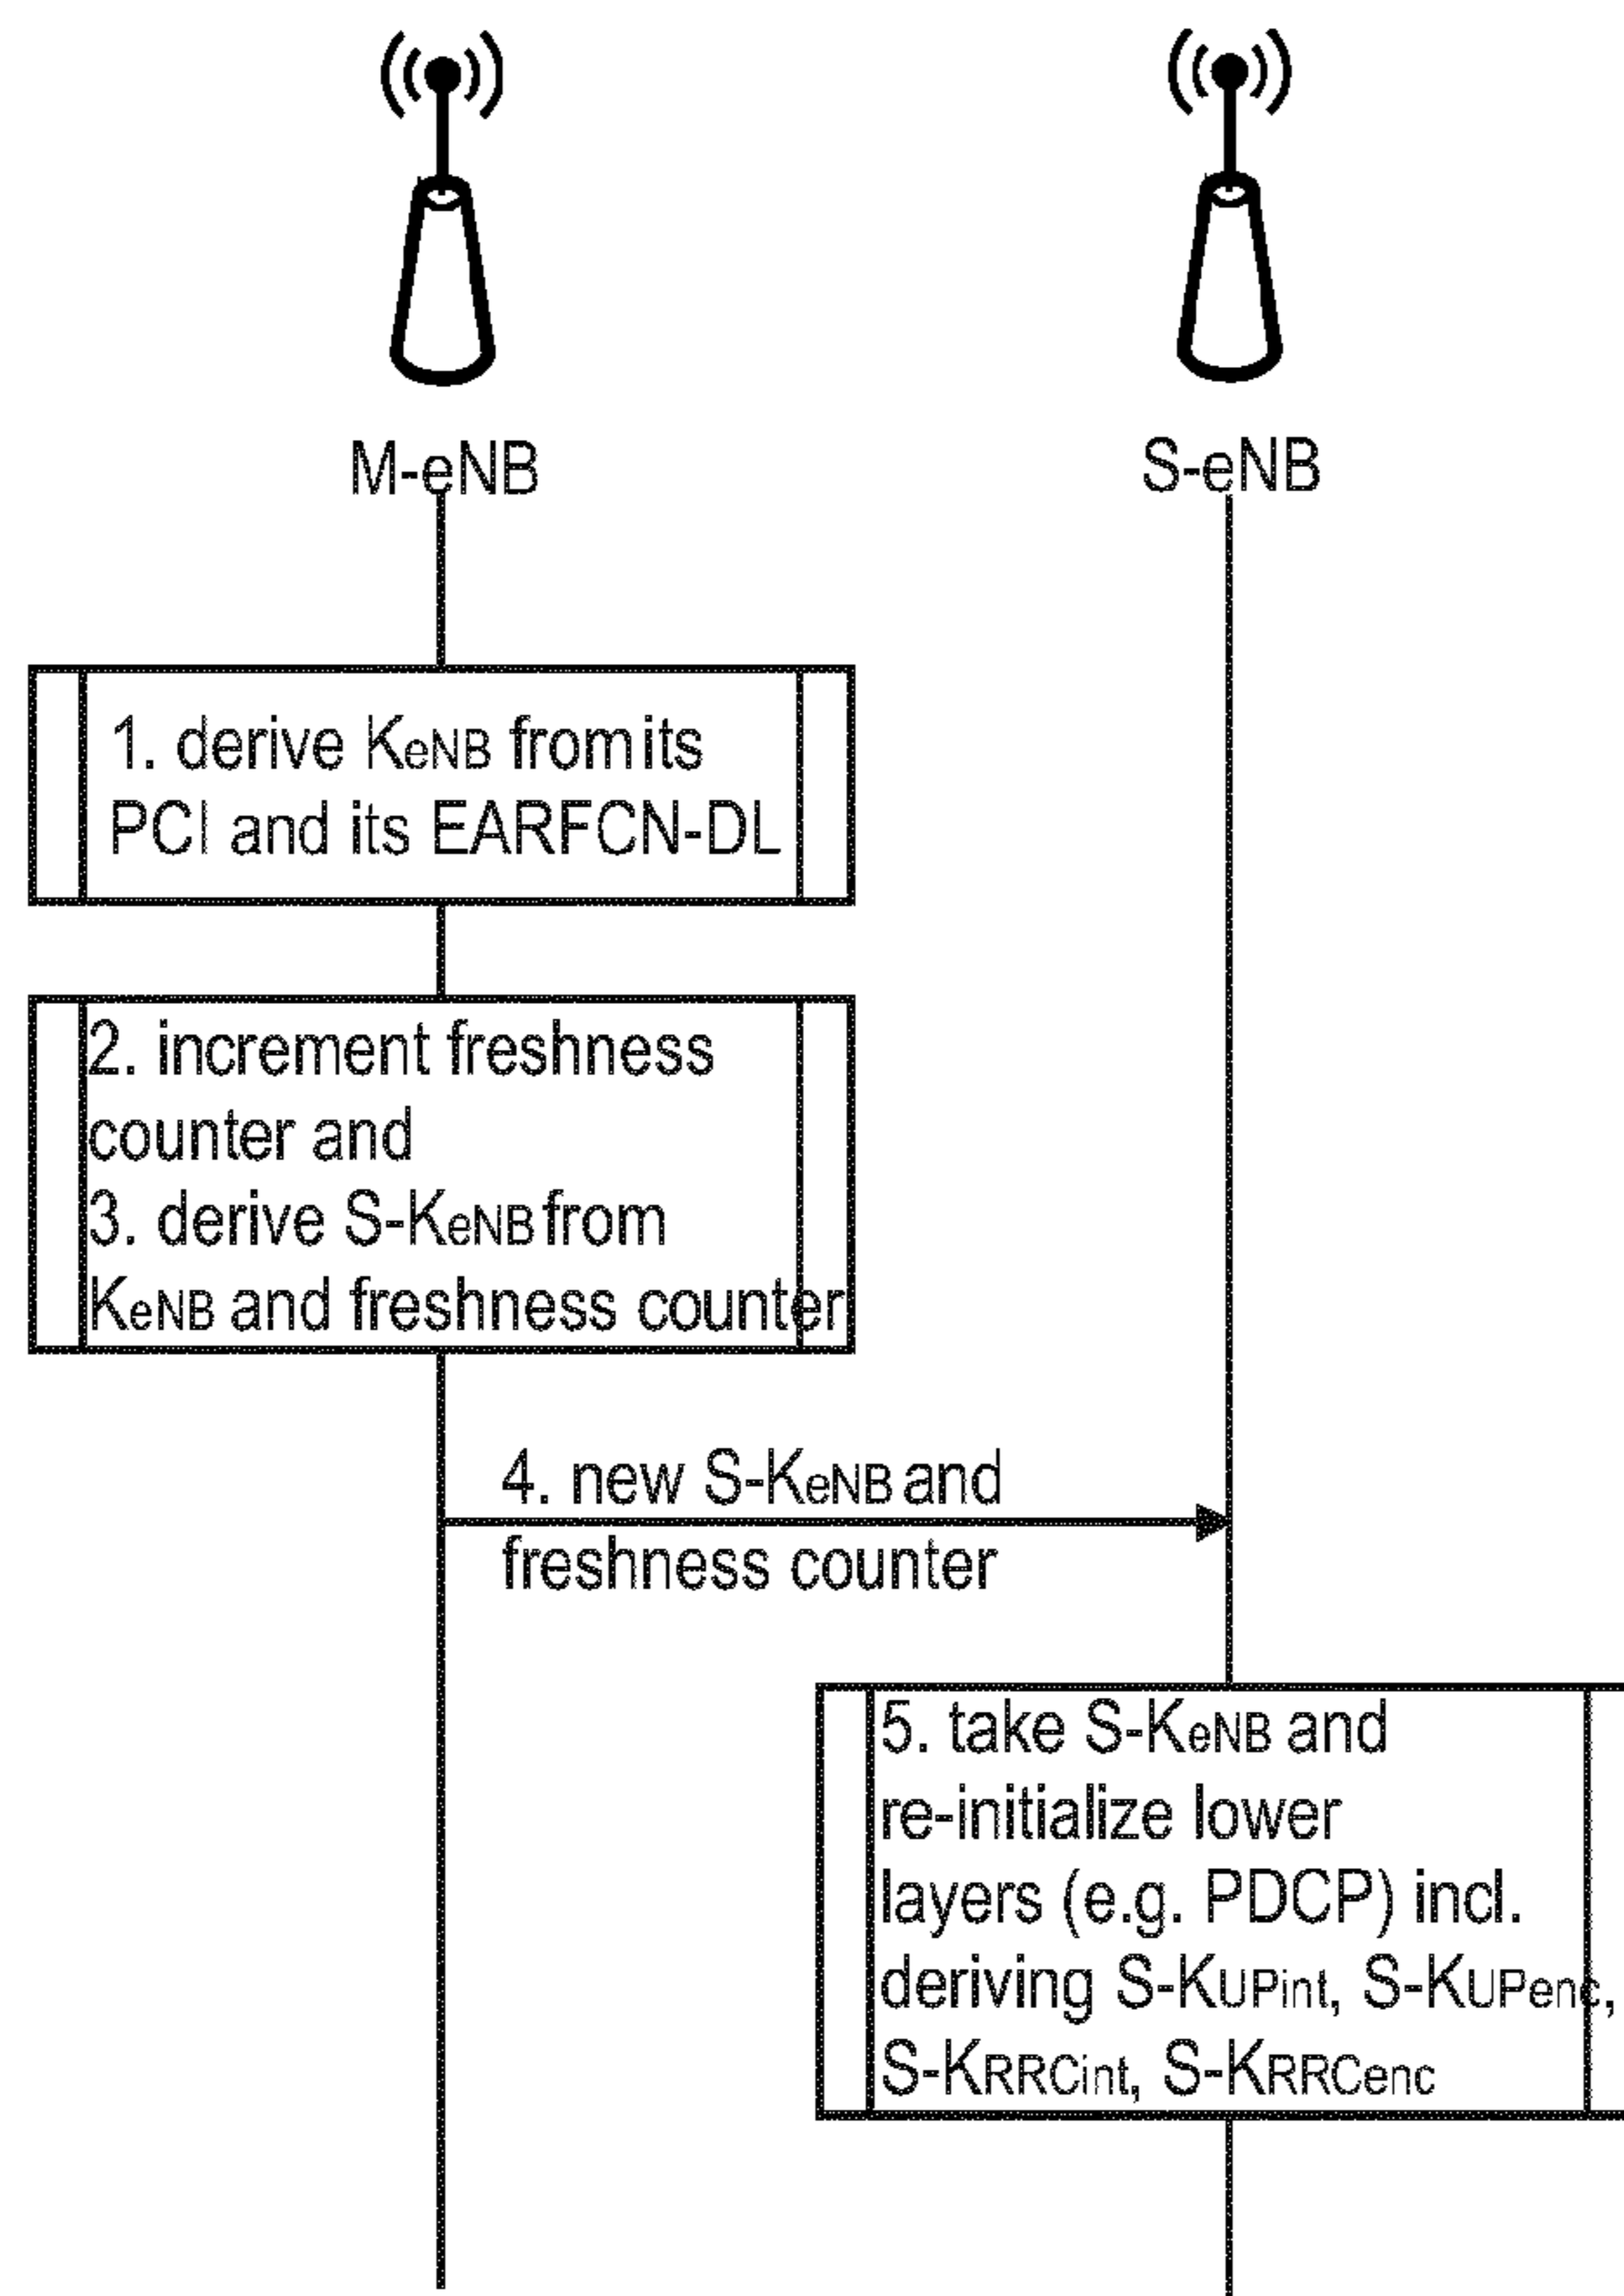 M-eNB
S-eNB
1. derive KeNB from its
PCI and its EARFCN-DL
2. increment freshness
counter and
3. derive S-KeNB from
KeNB and freshness counter
4. new S-KeNB and
freshness counter
5. take S-KeNB and
re-initialize lower
layers (e.g. PDCP) incl.
deriving S-KUPint, S-KUPenc,
S-KRRCint, S-KRRCenc